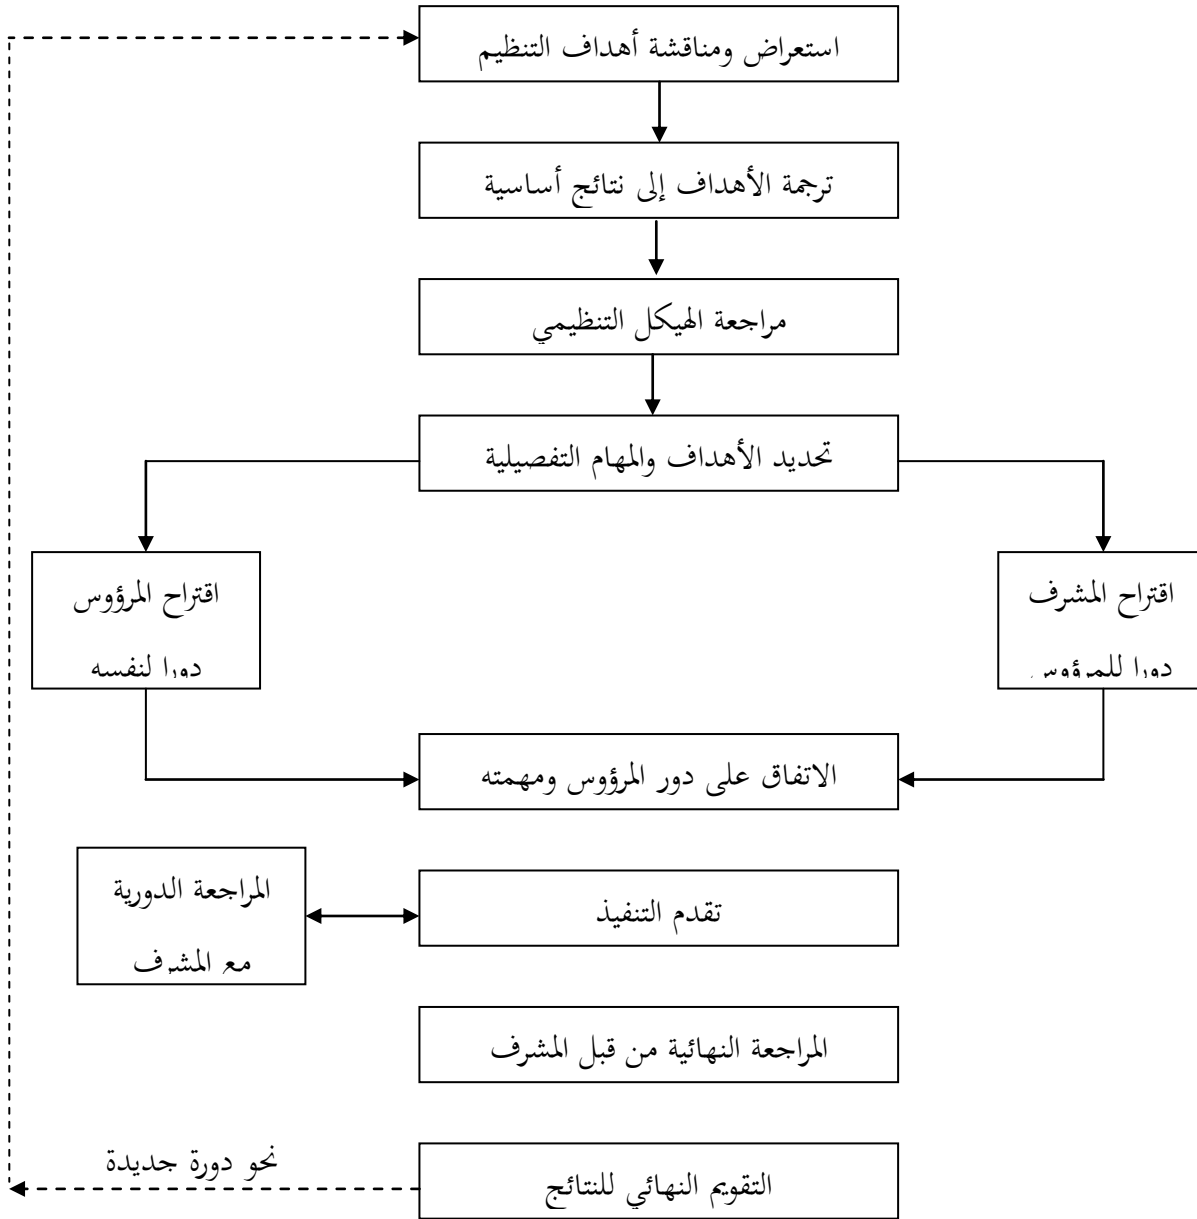 استعراض ومناقشة أهداف التنظيم
ترجمة الأهداف إلى نتائج أساسية
مراجعة الهيكل التنظيمي
تحديد الأهداف والمهام التفصيلية
اقتراح المشرف
دورا للمرؤوس
اقتراح المرؤوس
دورا لنفسه
الاتفاق على دور المرؤوس ومهمته
تقدم التنفيذ
المراجعة الدورية
مع المشرف
المراجعة النهائية من قبل المشرف
التقويم النهائي للنتائج
نحو دورة جديدة